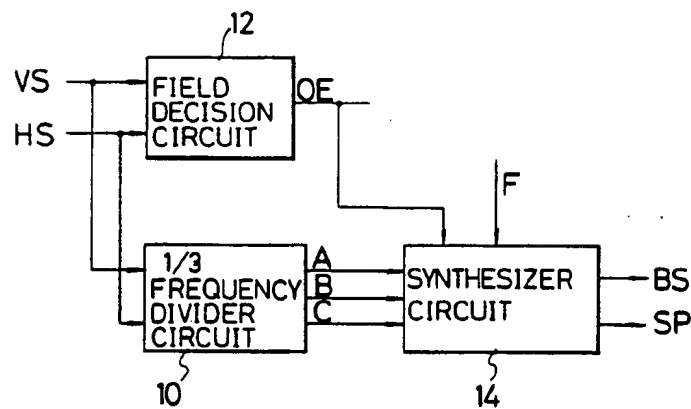 12
VS
FIELD
DECISION
CIRCUIT
OE
HS
F
1/3
FREQUENCY
DIVIDER
CIRCUIT
A
B
C
SYNTHESIZER
CIRCUIT
BS
SP
10
14